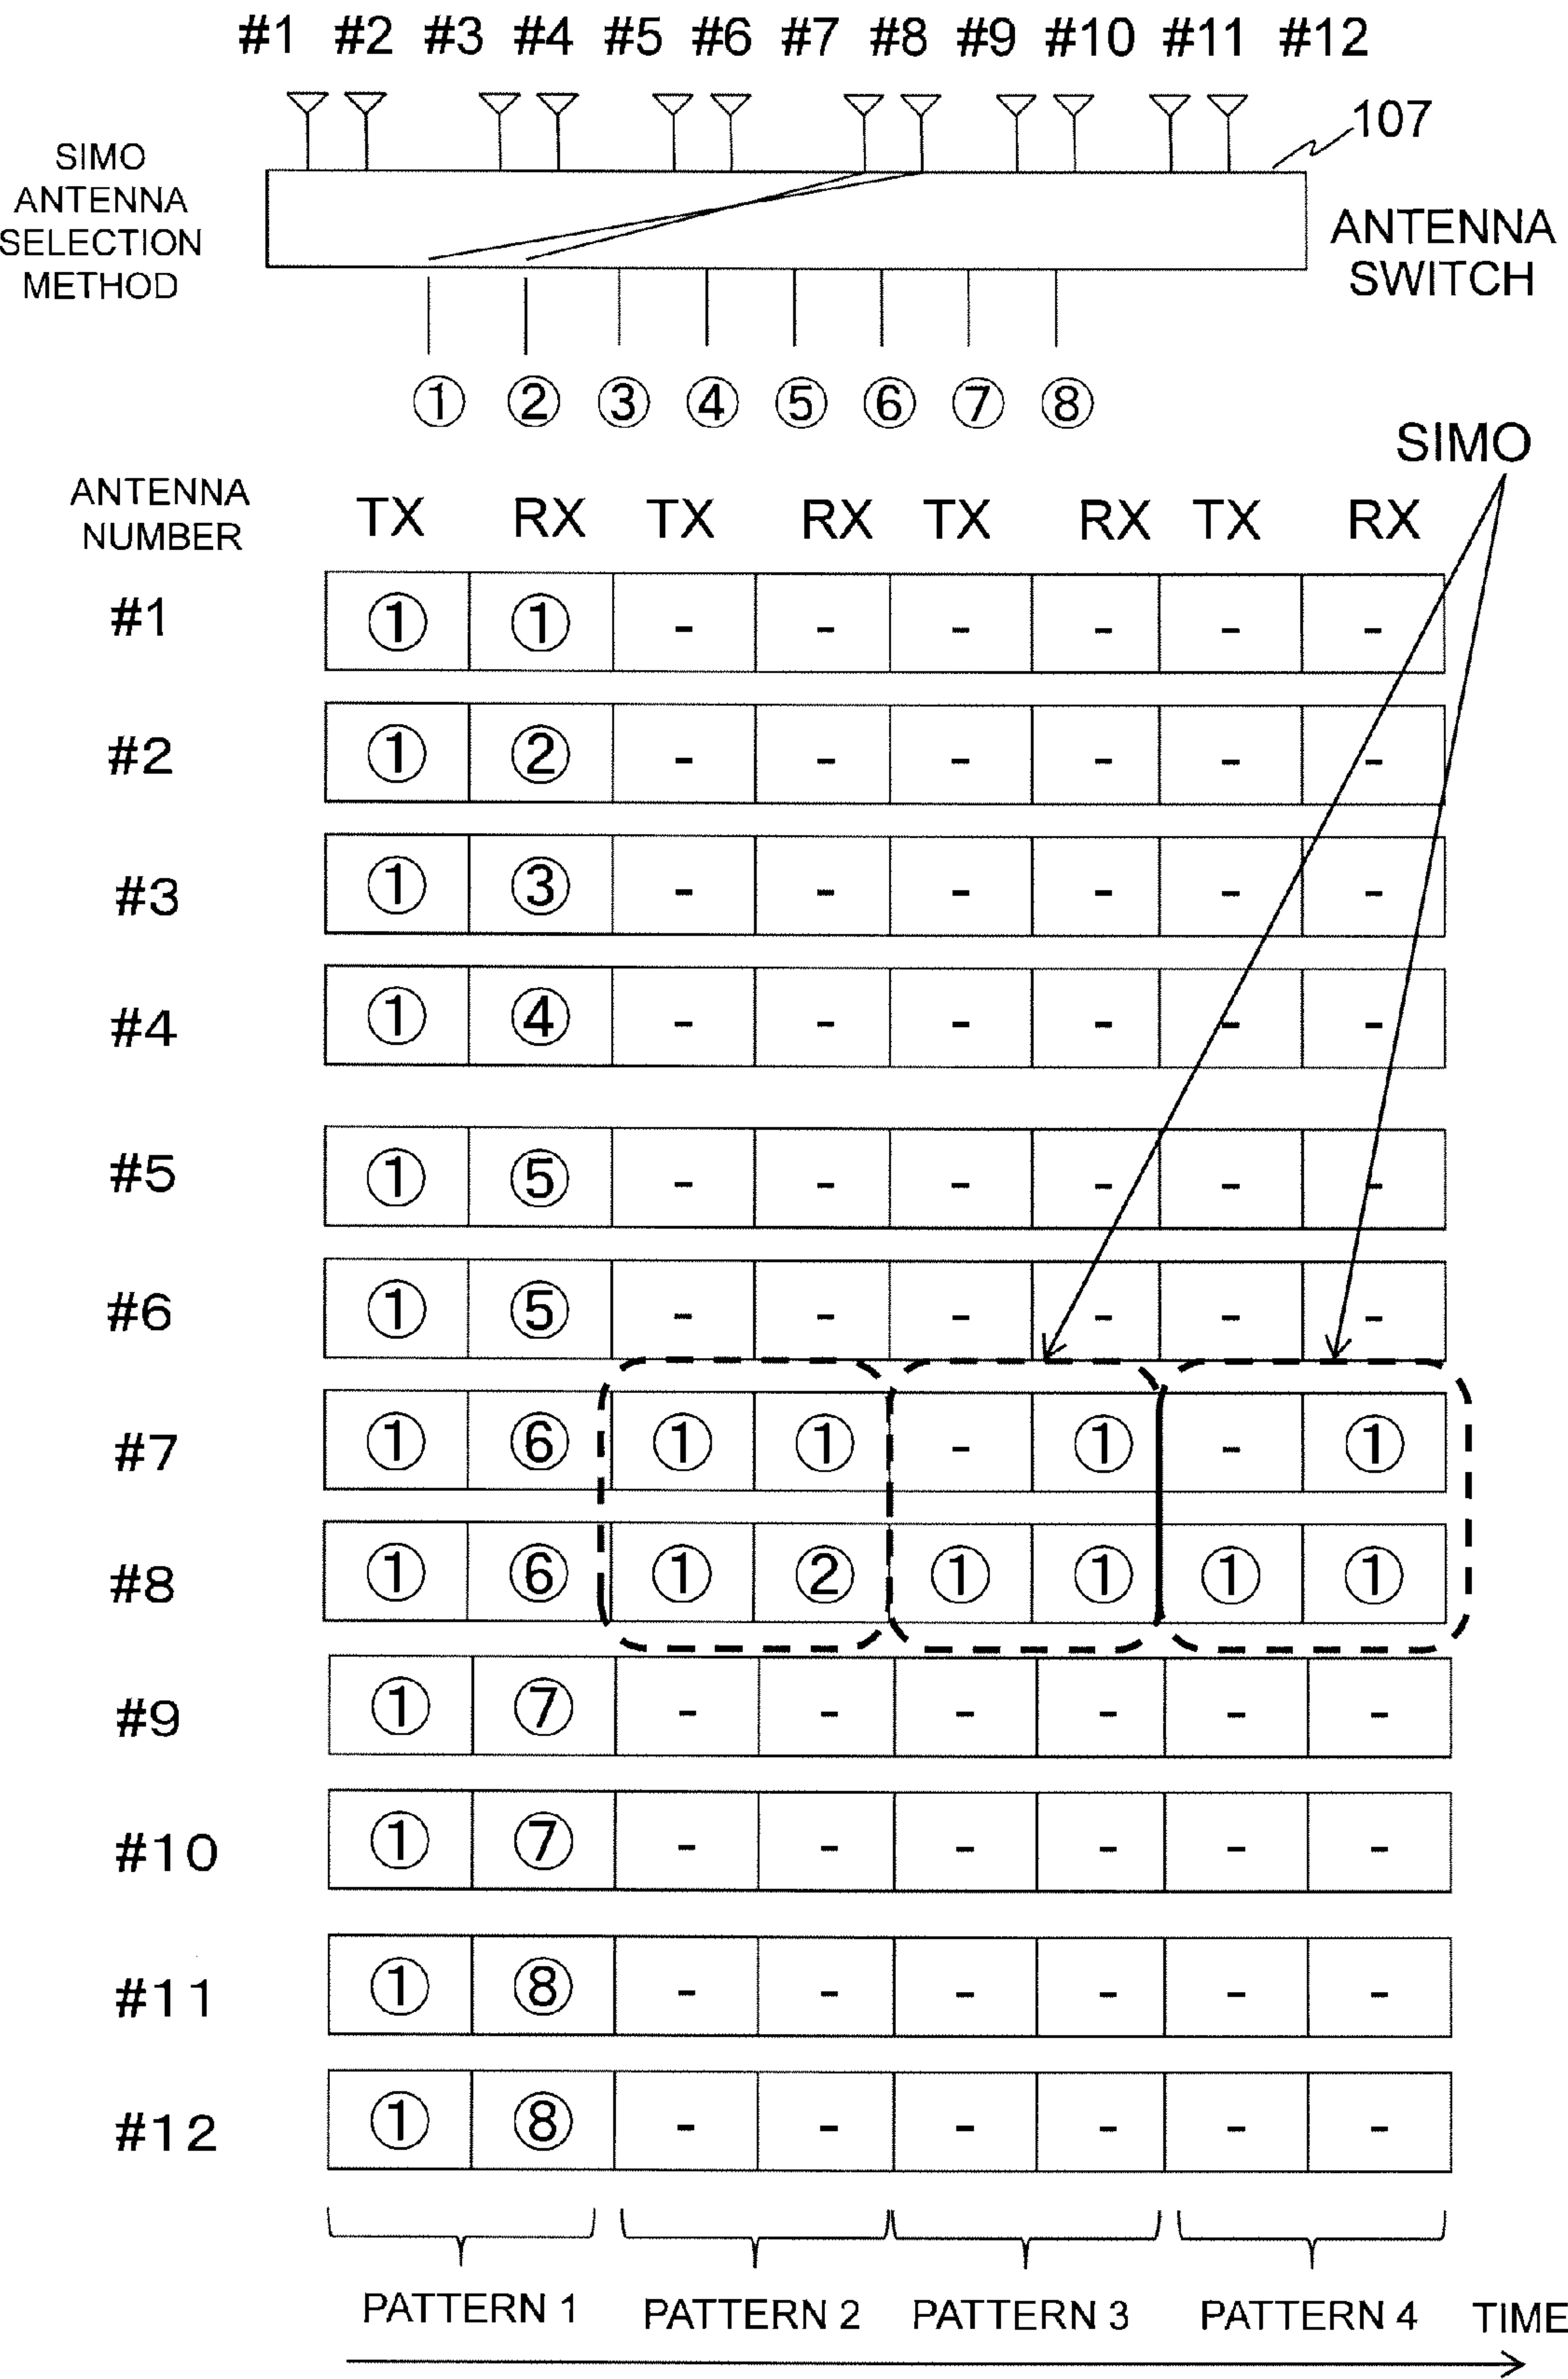 #1 #2 #3 #4 #5 #6 #7 #8 #9 #10 #11 #12
107
SIMO
ANTENNA
SELECTION
METHOD
ANTENNA
SWITCH
① ② ③ ④ ⑤ ⑥ ⑦ ⑧
SIMO
ANTENNA
NUMBER
TX RX TX RX TX RX TX RX
#1 ① ① - - - - - -
#2 ① ② - - - - - -
#3 ① ③ - - - - - -
#4 ① ④ - - - - - -
#5 ① ⑤ - - - - - -
#6 ① ⑤ - - - - - -
#7 ① ⑥ ① ① - ① - ①
#8 ① ⑥ ① ② ① ① ① ①
#9 ① ⑦ - - - - - -
#10 ① ⑦ - - - - - -
#11 ① ⑧ - - - - - -
#12 ① ⑧ - - - - - -
PATTERN 1 PATTERN 2 PATTERN 3 PATTERN 4 TIME